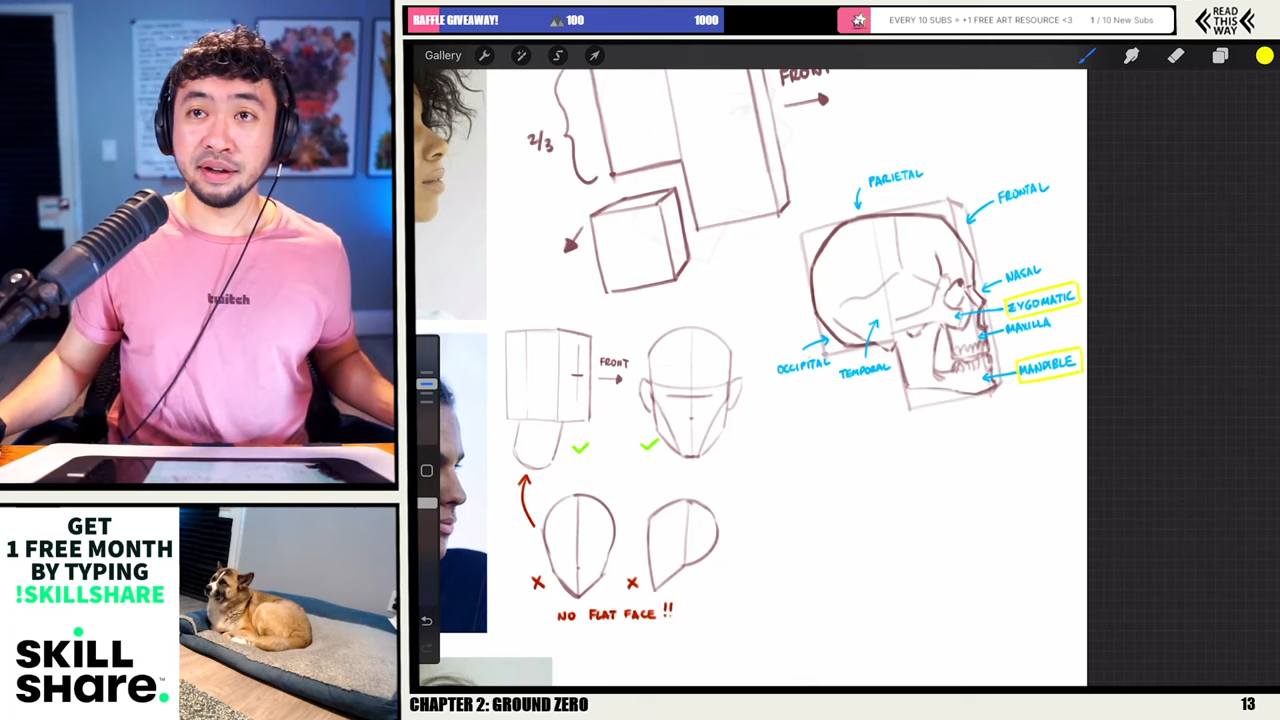 RAFFLE GIVEAWAY!
100
1000
EVERY 10 SUBS = +1 FREE ART RESOURCE <3
1 / 10 New Subs
READ
THIS
WAY
Gallery
FRONT
2/3
PARIETAL
FRONTAL
NASAL
ZYGOMATIC
MAXILLA
MANDIBLE
OCCIPITAL
TEMPORAL
FRONT
NO FLAT FACE !!
twitch
GET
1 FREE MONTH
BY TYPING
!SKILLSHARE
SKILL
SHare.
CHAPTER 2: GROUND ZERO
13